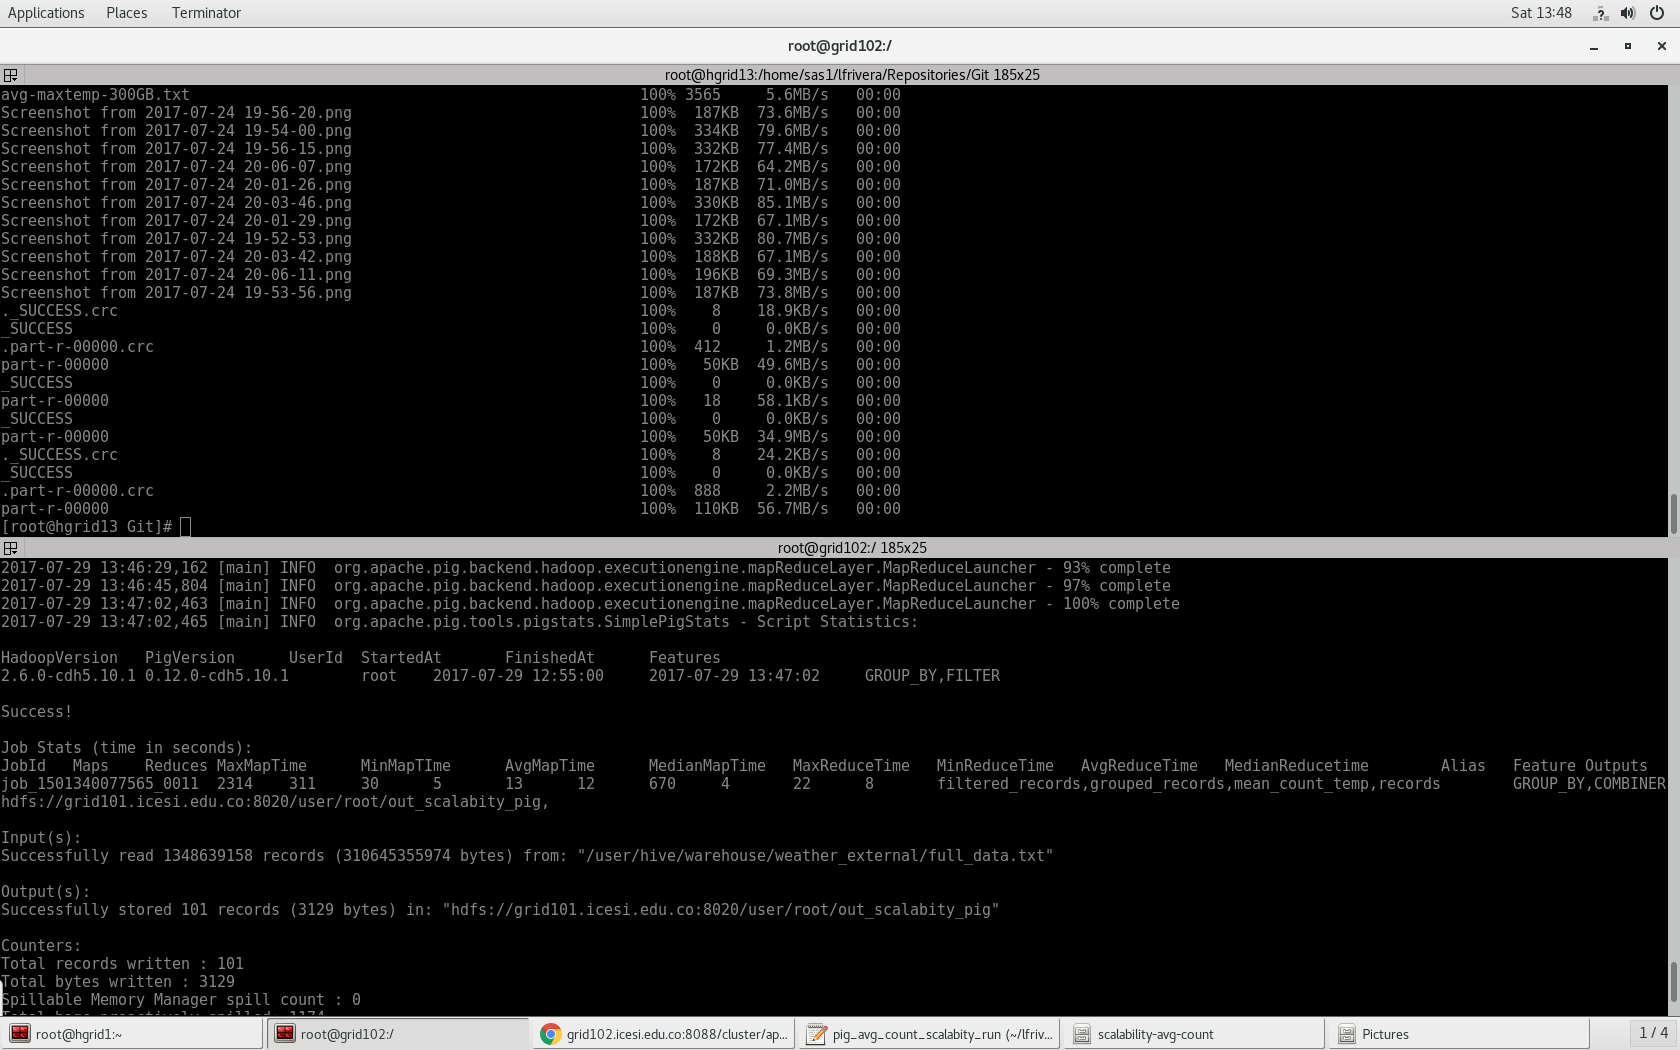 Applications Places Terminator Sat 13:48
root@grid102:/
root@hgrid13:/home/sas1/lfrivera/Repositories/Git 185x25
avg-maxtemp-300GB.txt 100% 3565 5.6MB/s 00:00
Screenshot from 2017-07-24 19-56-20.png 100% 187KB 73.6MB/s 00:00
Screenshot from 2017-07-24 19-54-00.png 100% 334KB 79.6MB/s 00:00
Screenshot from 2017-07-24 19-56-15.png 100% 332KB 77.4MB/s 00:00
Screenshot from 2017-07-24 20-06-07.png 100% 172KB 64.2MB/s 00:00
Screenshot from 2017-07-24 20-01-26.png 100% 187KB 71.0MB/s 00:00
Screenshot from 2017-07-24 20-03-46.png 100% 330KB 85.1MB/s 00:00
Screenshot from 2017-07-24 20-01-29.png 100% 172KB 67.1MB/s 00:00
Screenshot from 2017-07-24 19-52-53.png 100% 332KB 80.7MB/s 00:00
Screenshot from 2017-07-24 20-03-42.png 100% 188KB 67.1MB/s 00:00
Screenshot from 2017-07-24 20-06-11.png 100% 196KB 69.3MB/s 00:00
Screenshot from 2017-07-24 19-53-56.png 100% 187KB 73.8MB/s 00:00
._SUCCESS.crc 100% 8 18.9KB/s 00:00
_SUCCESS 100% 0 0.0KB/s 00:00
.part-r-00000.crc 100% 412 1.2MB/s 00:00
part-r-00000 100% 50KB 49.6MB/s 00:00
_SUCCESS 100% 0 0.0KB/s 00:00
part-r-00000 100% 18 58.1KB/s 00:00
_SUCCESS 100% 0 0.0KB/s 00:00
part-r-00000 100% 50KB 34.9MB/s 00:00
._SUCCESS.crc 100% 8 24.2KB/s 00:00
_SUCCESS 100% 0 0.0KB/s 00:00
.part-r-00000.crc 100% 888 2.2MB/s 00:00
part-r-00000 100% 110KB 56.7MB/s 00:00
[root@hgrid13 Git]#
root@grid102:/ 185x25
2017-07-29 13:46:29,162 [main] INFO org.apache.pig.backend.hadoop.executionengine.mapReduceLayer.MapReduceLauncher - 93% complete
2017-07-29 13:46:45,804 [main] INFO org.apache.pig.backend.hadoop.executionengine.mapReduceLayer.MapReduceLauncher - 97% complete
2017-07-29 13:47:02,463 [main] INFO org.apache.pig.backend.hadoop.executionengine.mapReduceLayer.MapReduceLauncher - 100% complete
2017-07-29 13:47:02,465 [main] INFO org.apache.pig.tools.pigstats.SimplePigStats - Script Statistics:
HadoopVersion PigVersion UserId StartedAt FinishedAt Features
2.6.0-cdh5.10.1 0.12.0-cdh5.10.1 root 2017-07-29 12:55:00 2017-07-29 13:47:02 GROUP_BY,FILTER
Success!
Job Stats (time in seconds):
JobId Maps Reduces MaxMapTime MinMapTIme AvgMapTime MedianMapTime MaxReduceTime MinReduceTime AvgReduceTime MedianReducetime Alias Feature Outputs
job_1501340077565_0011 2314 311 30 5 13 12 670 4 22 8 filtered_records,grouped_records,mean_count_temp,records GROUP_BY,COMBINER
hdfs://grid101.icesi.edu.co:8020/user/root/out_scalabity_pig,
Input(s):
Successfully read 1348639158 records (310645355974 bytes) from: "/user/hive/warehouse/weather_external/full_data.txt"
Output(s):
Successfully stored 101 records (3129 bytes) in: "hdfs://grid101.icesi.edu.co:8020/user/root/out_scalabity_pig"
Counters:
Total records written : 101
Total bytes written : 3129
Spillable Memory Manager spill count : 0
Total bags proactively spilled: 1174
root@hgrid1:~ root@grid102:/ grid102.icesi.edu.co:8088/cluster/ap... pig_avg_count_scalabity_run (~/lfriv... scalability-avg-count Pictures 1 / 4